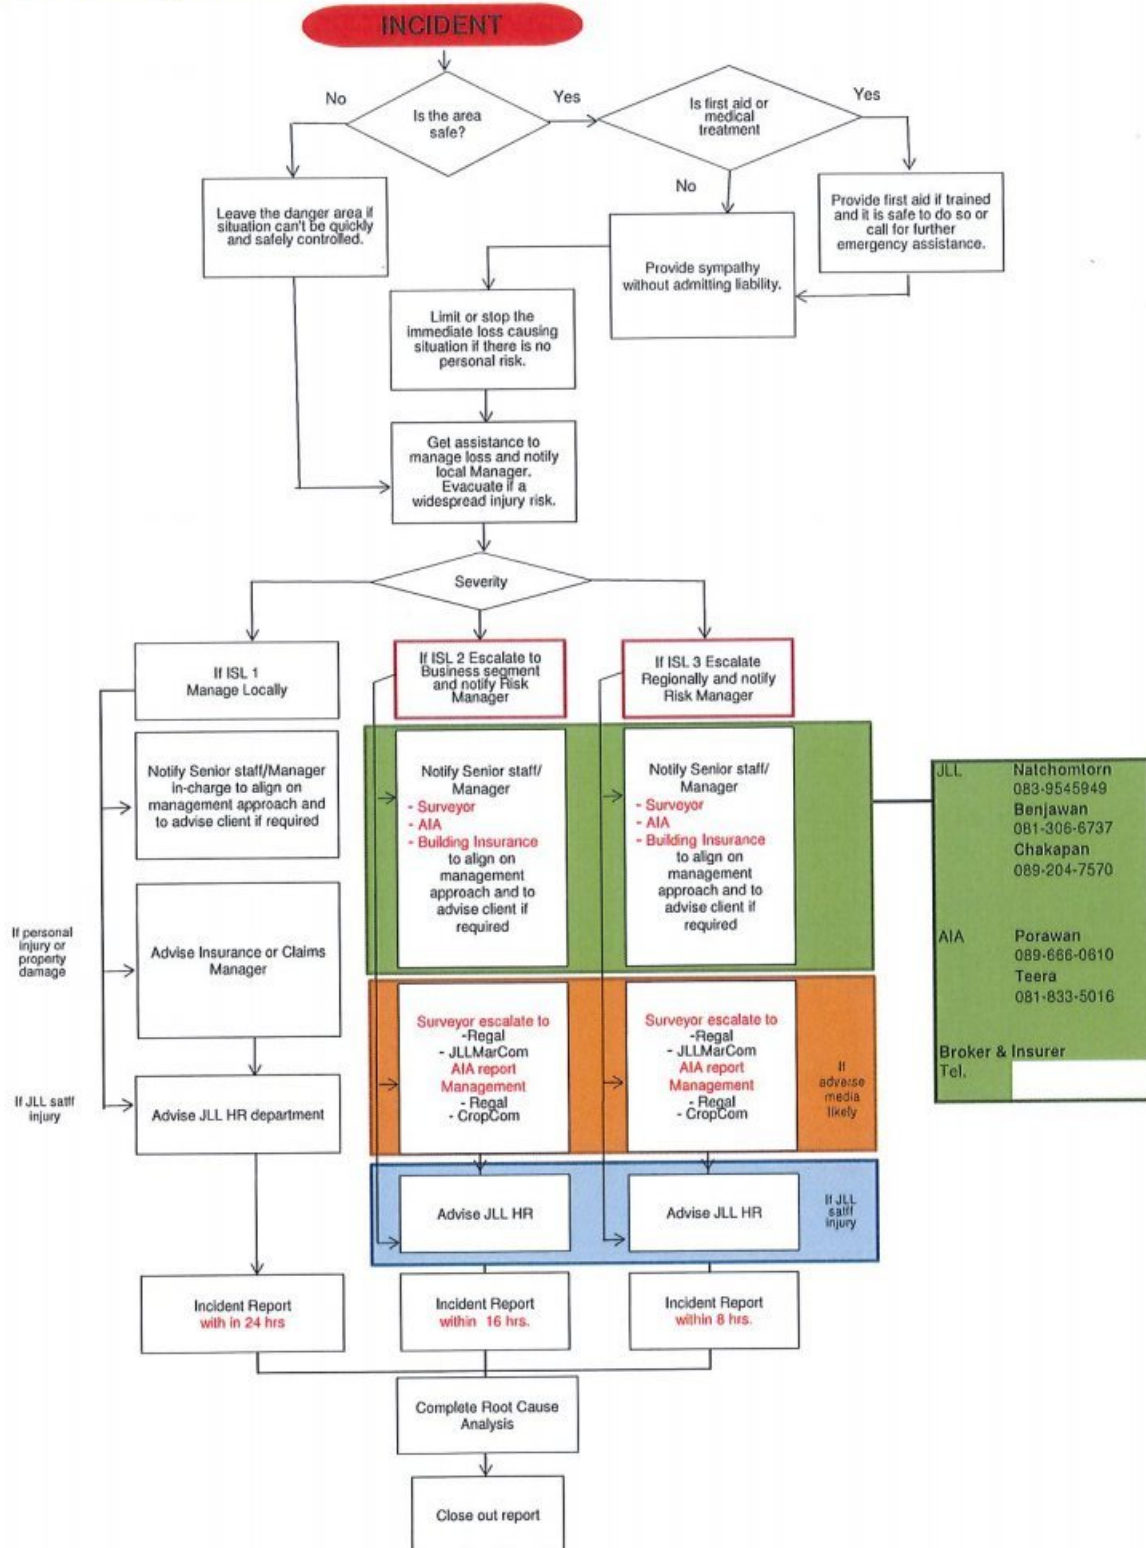 INCIDENT
No
Is the area
safe?
Yes
Is first aid or
medical
treatment
Yes
No
Leave the danger area if
situation can't be quickly
and safely controlled.
Provide first aid if trained
and it is safe to do so or
call for further
emergency assistance.
Provide sympathy
without admitting liability.
Limit or stop the
immediate loss causing
situation if there is no
personal risk.
Get assistance to
manage loss and notify
local Manager.
Evacuate if a
widespread injury risk.
Severity
If ISL 1
Manage Locally
If ISL 2 Escalate to
Business segment
and notify Risk
Manager
If ISL 3 Escalate
Regionally and notify
Risk Manager
Notify Senior staff/Manager
in-charge to align on
management approach and
to advise client if required
Notify Senior staff/
Manager
- Surveyor
- AIA
- Building Insurance
to align on
management
approach and to
advise client if
required
Notify Senior staff/
Manager
- Surveyor
- AIA
- Building Insurance
to align on
management
approach and to
advise client if
required
JLL Natchomtorn
083-9545949
Benjawan
081-306-6737
Chakapan
089-204-7570
AIA Porawan
089-666-0610
Teera
081-833-5016
Broker & Insurer
Tel.
If personal
injury or
property
damage
Advise Insurance or Claims
Manager
Surveyor escalate to
-Regal
- JLLMarCom
AIA report
Management
- Regal
- CropCom
Surveyor escalate to
-Regal
- JLLMarCom
AIA report
Management
- Regal
- CropCom
If
adverse
media
likely
If JLL satff
injury
Advise JLL HR department
Advise JLL HR
Advise JLL HR
If JLL
satff
injury
Incident Report
with in 24 hrs
Incident Report
within 16 hrs.
Incident Report
within 8 hrs.
Complete Root Cause
Analysis
Close out report